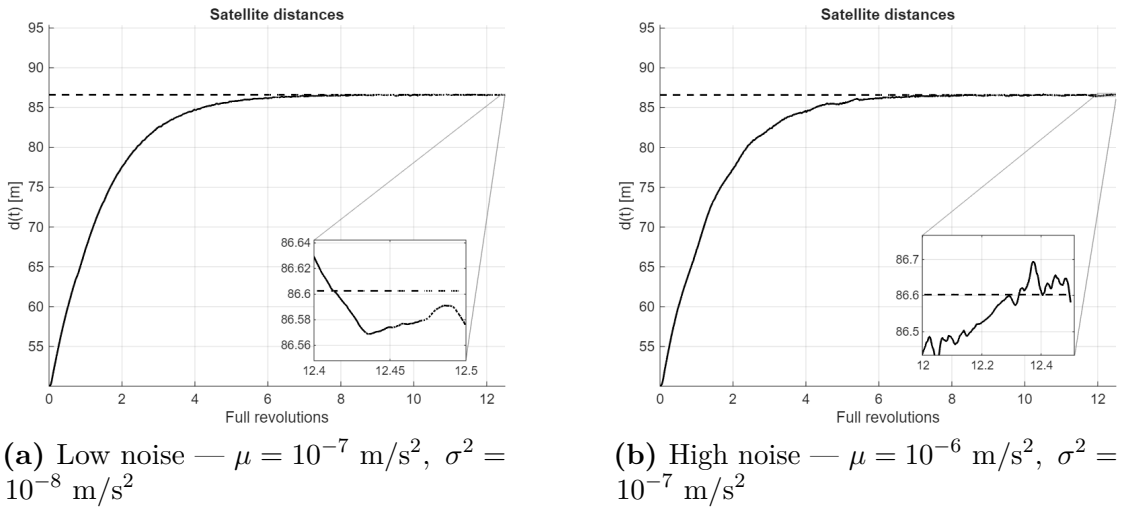 Satellite distances
95
90
85
80
75
70
65
60
55
d(t) [m]
0 2 4 6 8 10 12
Full revolutions
86.64
86.62
86.6
86.58
86.56
12.4 12.45 12.5
(a) Low noise — μ = 10⁻⁷ m/s², σ² =
10⁻⁸ m/s²
Satellite distances
95
90
85
80
75
70
65
60
55
d(t) [m]
0 2 4 6 8 10 12
Full revolutions
86.7
86.6
86.5
12 12.2 12.4
(b) High noise — μ = 10⁻⁶ m/s², σ² =
10⁻⁷ m/s²